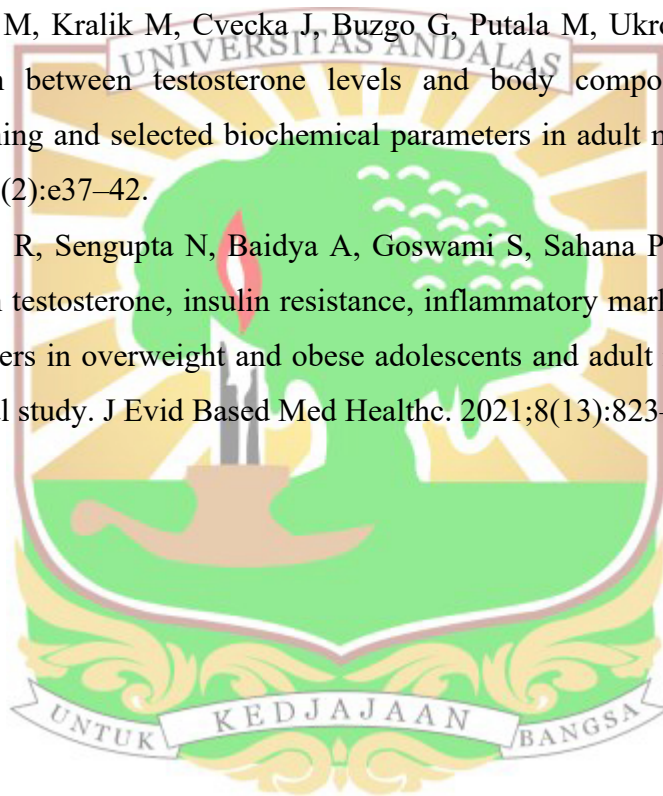 M, Kralik M, Cvecka J, Buzgo G, Putala M, Ukro
UNIVERSITAS ANDALAS
between testosterone levels and body compo
ing and selected biochemical parameters in adult
(2):e37–42.
R, Sengupta N, Baidya A, Goswami S, Sahana P
testosterone, insulin resistance, inflammatory mark
ers in overweight and obese adolescents and adult
l study. J Evid Based Med Healthc. 2021;8(13):823
UNTUK KEDJAJAAN BANGSA